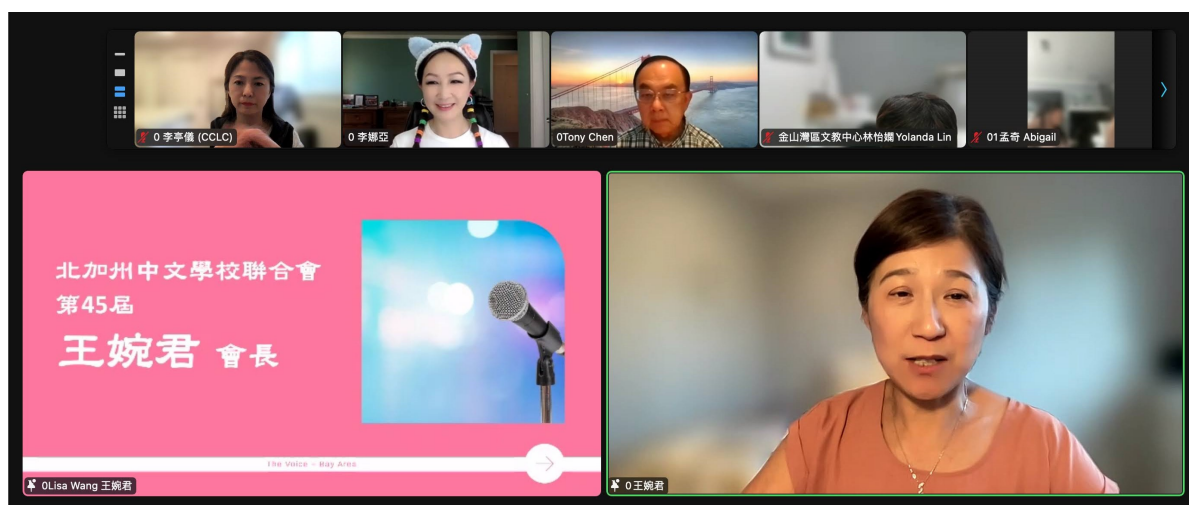 0 李亭儀 (CCLC)
0 李娜亞
0Tony Chen
金山灣區文教中心林怡嫺 Yolanda Lin
01孟奇 Abigail
北加州中文學校聯合會
第45屆
王婉君 會長
The Voice - Bay Area
0Lisa Wang 王婉君
0 王婉君